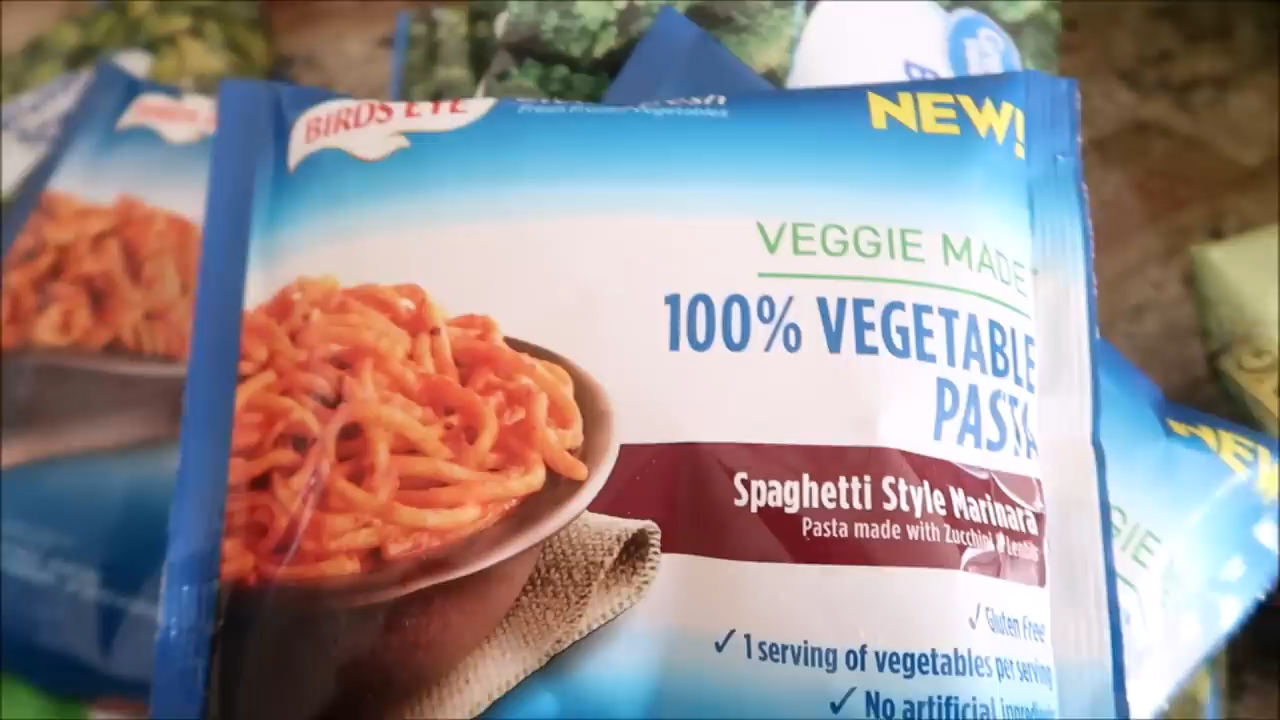 BIRDS EYE
NEW!
VEGGIE MADE
100% VEGETABLE
PASTA
Spaghetti Style Marinara
Pasta made with Zucchini & Lentils
✓ Gluten Free
✓ 1 serving of vegetables per serving
✓ No artificial